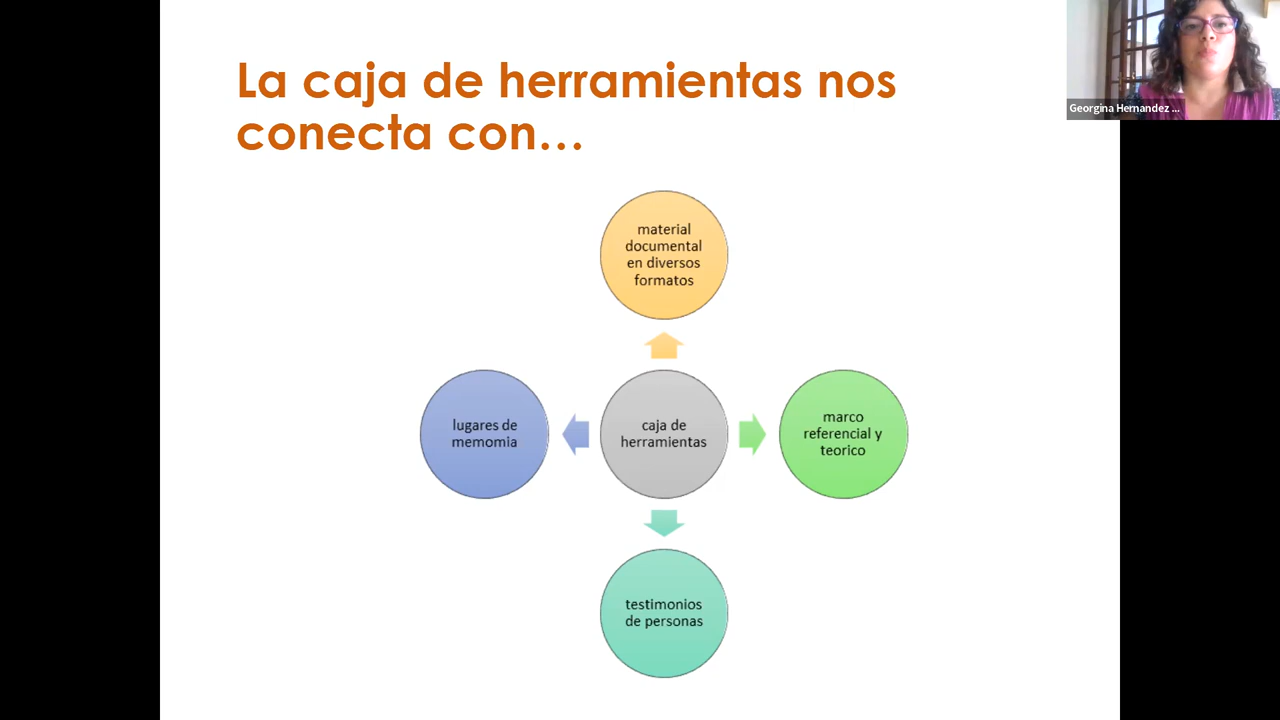 La caja de herramientas nos
conecta con…
Georgina Hernandez ...
material
documental
en diversos
formatos
lugares de
memomia
caja de
herramientas
marco
referencial y
teorico
testimonios
de personas